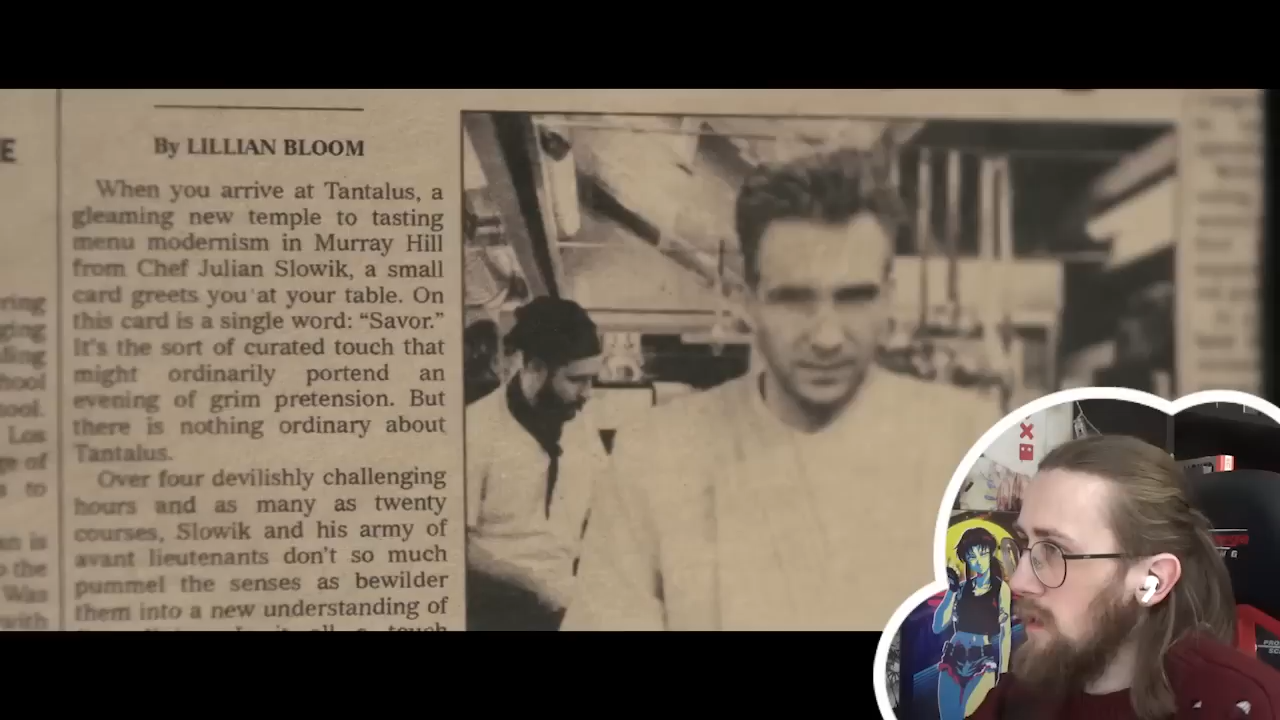 E
By LILLIAN BLOOM
When you arrive at Tantalus, a
gleaming new temple to tasting
menu modernism in Murray Hill
from Chef Julian Slowik, a small
card greets you at your table. On
this card is a single word: “Savor.”
It's the sort of curated touch that
might ordinarily portend an
evening of grim pretension. But
there is nothing ordinary about
Tantalus.
Over four devilishly challenging
hours and as many as twenty
courses, Slowik and his army of
avant lieutenants don't so much
pummel the senses as bewilder
them into a new understanding of